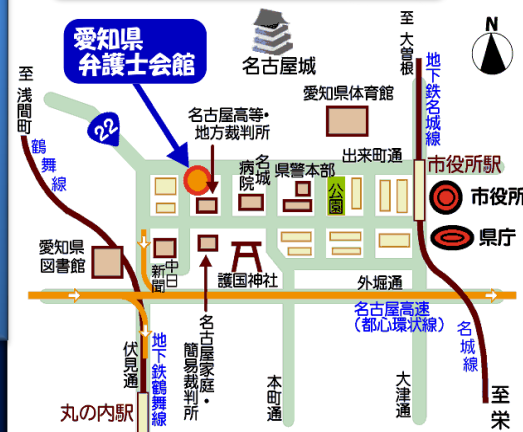 愛知県
弁護士会館
名古屋城
至大曽根
N
至浅間町
22
鶴舞線
名古屋高等・
地方裁判所
愛知県体育館
地下鉄名城線
出来町通
市役所駅
名城病院
県警本部
公園
市役所
県庁
愛知県
図書館
中日新聞
護国神社
外堀通
名古屋高速
（都心環状線）
名城線
伏見通
地下鉄鶴舞線
名古屋家庭・
簡易裁判所
本町通
大津通
至栄
丸の内駅